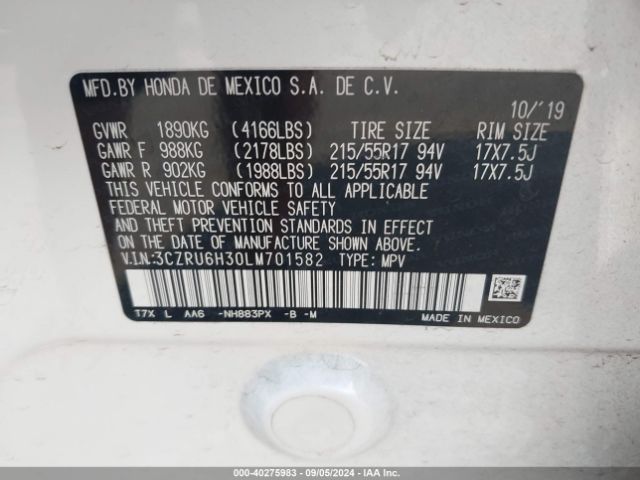 MFD.BY HONDA DE MEXICO S.A. DE C.V.
10/'19
GVWR 1890KG (4166LBS) TIRE SIZE RIM SIZE
GAWR F 988KG (2178LBS) 215/55R17 94V 17X7.5J
GAWR R 902KG (1988LBS) 215/55R17 94V 17X7.5J
THIS VEHICLE CONFORMS TO ALL APPLICABLE
FEDERAL MOTOR VEHICLE SAFETY
AND THEFT PREVENTION STANDARDS IN EFFECT
ON THE DATE OF MANUFACTURE SHOWN ABOVE.
V.I.N.:3CZRU6H30LM701582 TYPE: MPV
T7X L AA6 -NH883PX -B -M
MADE IN MEXICO
000-40275983 - 09/05/2024 - IAA Inc.